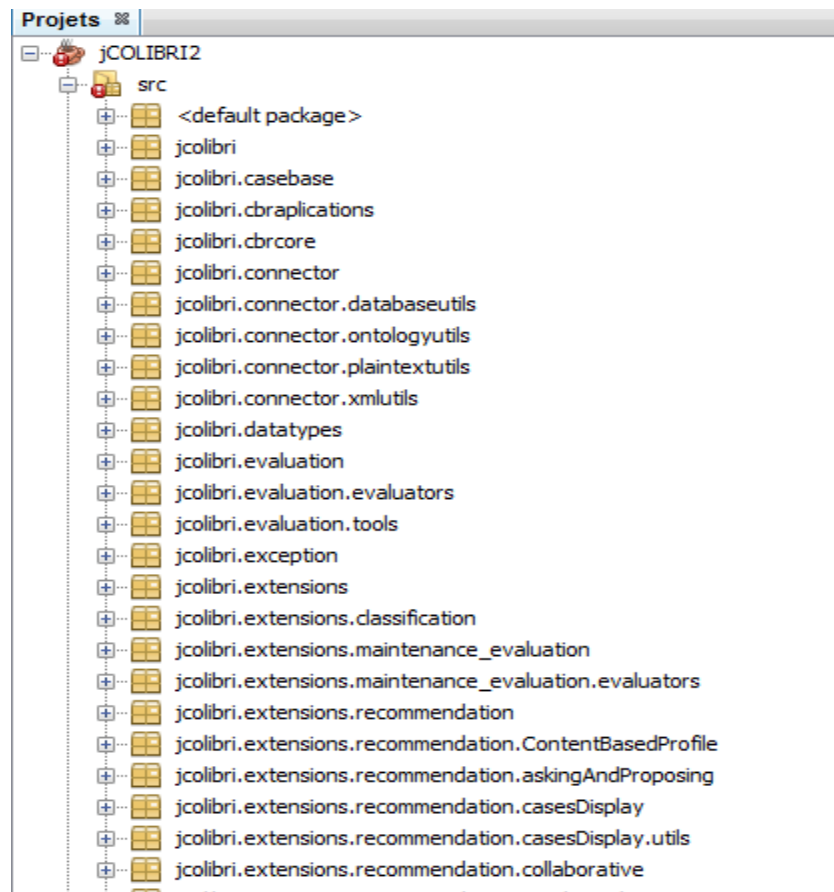 Projets
jCOLIBRI2
src
<default package>
jcolibri
jcolibri.casebase
jcolibri.cbraplications
jcolibri.cbrcore
jcolibri.connector
jcolibri.connector.databaseutils
jcolibri.connector.ontologyutils
jcolibri.connector.plaintextutils
jcolibri.connector.xmlutils
jcolibri.datatypes
jcolibri.evaluation
jcolibri.evaluation.evaluators
jcolibri.evaluation.tools
jcolibri.exception
jcolibri.extensions
jcolibri.extensions.classification
jcolibri.extensions.maintenance_evaluation
jcolibri.extensions.maintenance_evaluation.evaluators
jcolibri.extensions.recommendation
jcolibri.extensions.recommendation.ContentBasedProfile
jcolibri.extensions.recommendation.askingAndProposing
jcolibri.extensions.recommendation.casesDisplay
jcolibri.extensions.recommendation.casesDisplay.utils
jcolibri.extensions.recommendation.collaborative